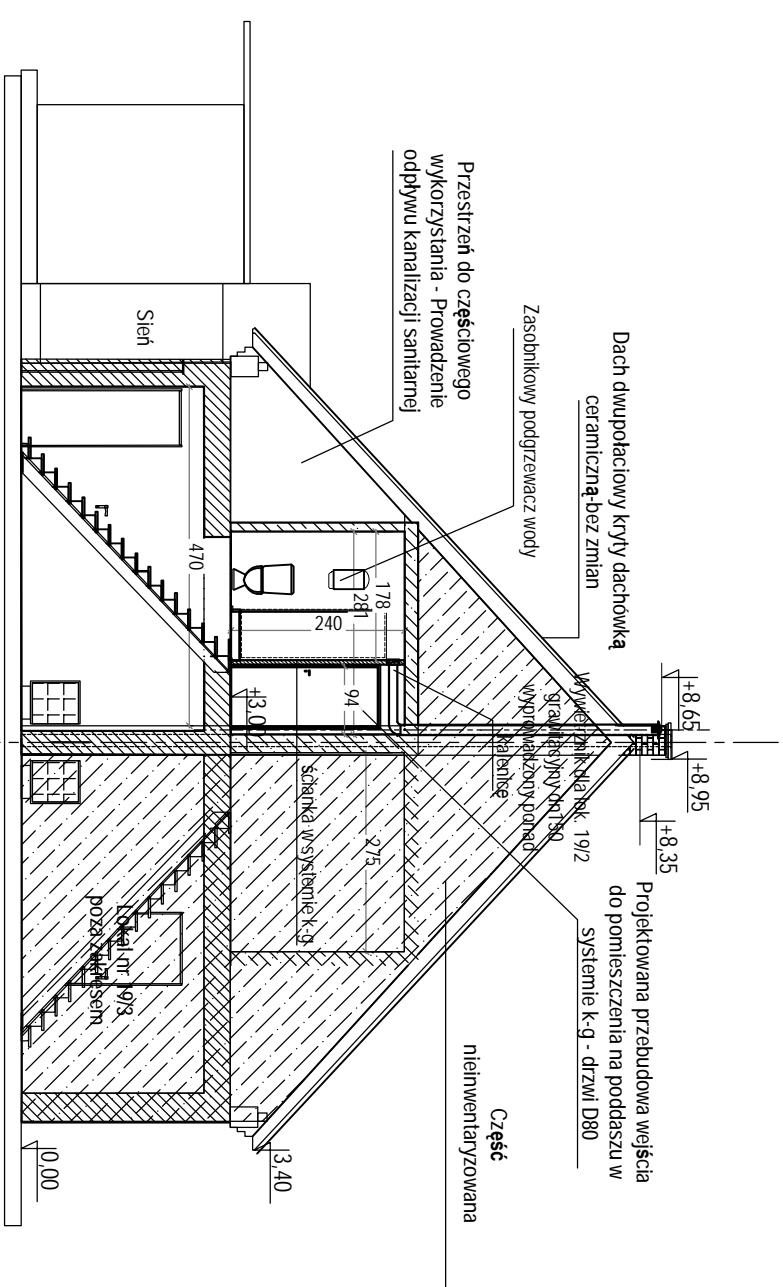 +8,65
+8,95
+8,35
Dach dwupołaciowy kryty dachówką
ceramiczną-bez zmian
Zasobnikowy podgrzewacz wody
Przestrzeń do częściowego
wykorzystania - Prowadzenie
odpływu kanalizacji sanitarnej
Sień
Wywietrznik dla lok. 19/2
grawitacyjny dn150
wyprowadzony ponad
kalenicę
Projektowana przebudowa wejścia
do pomieszczenia na poddaszu w
systemie k-g - drzwi D80
Część
nieinwentaryzowana
178
281
240
94
275
+3,00
470
ścianka w systemie k-g
Lokal nr 19/3
poza zakresem
3,40
0,00